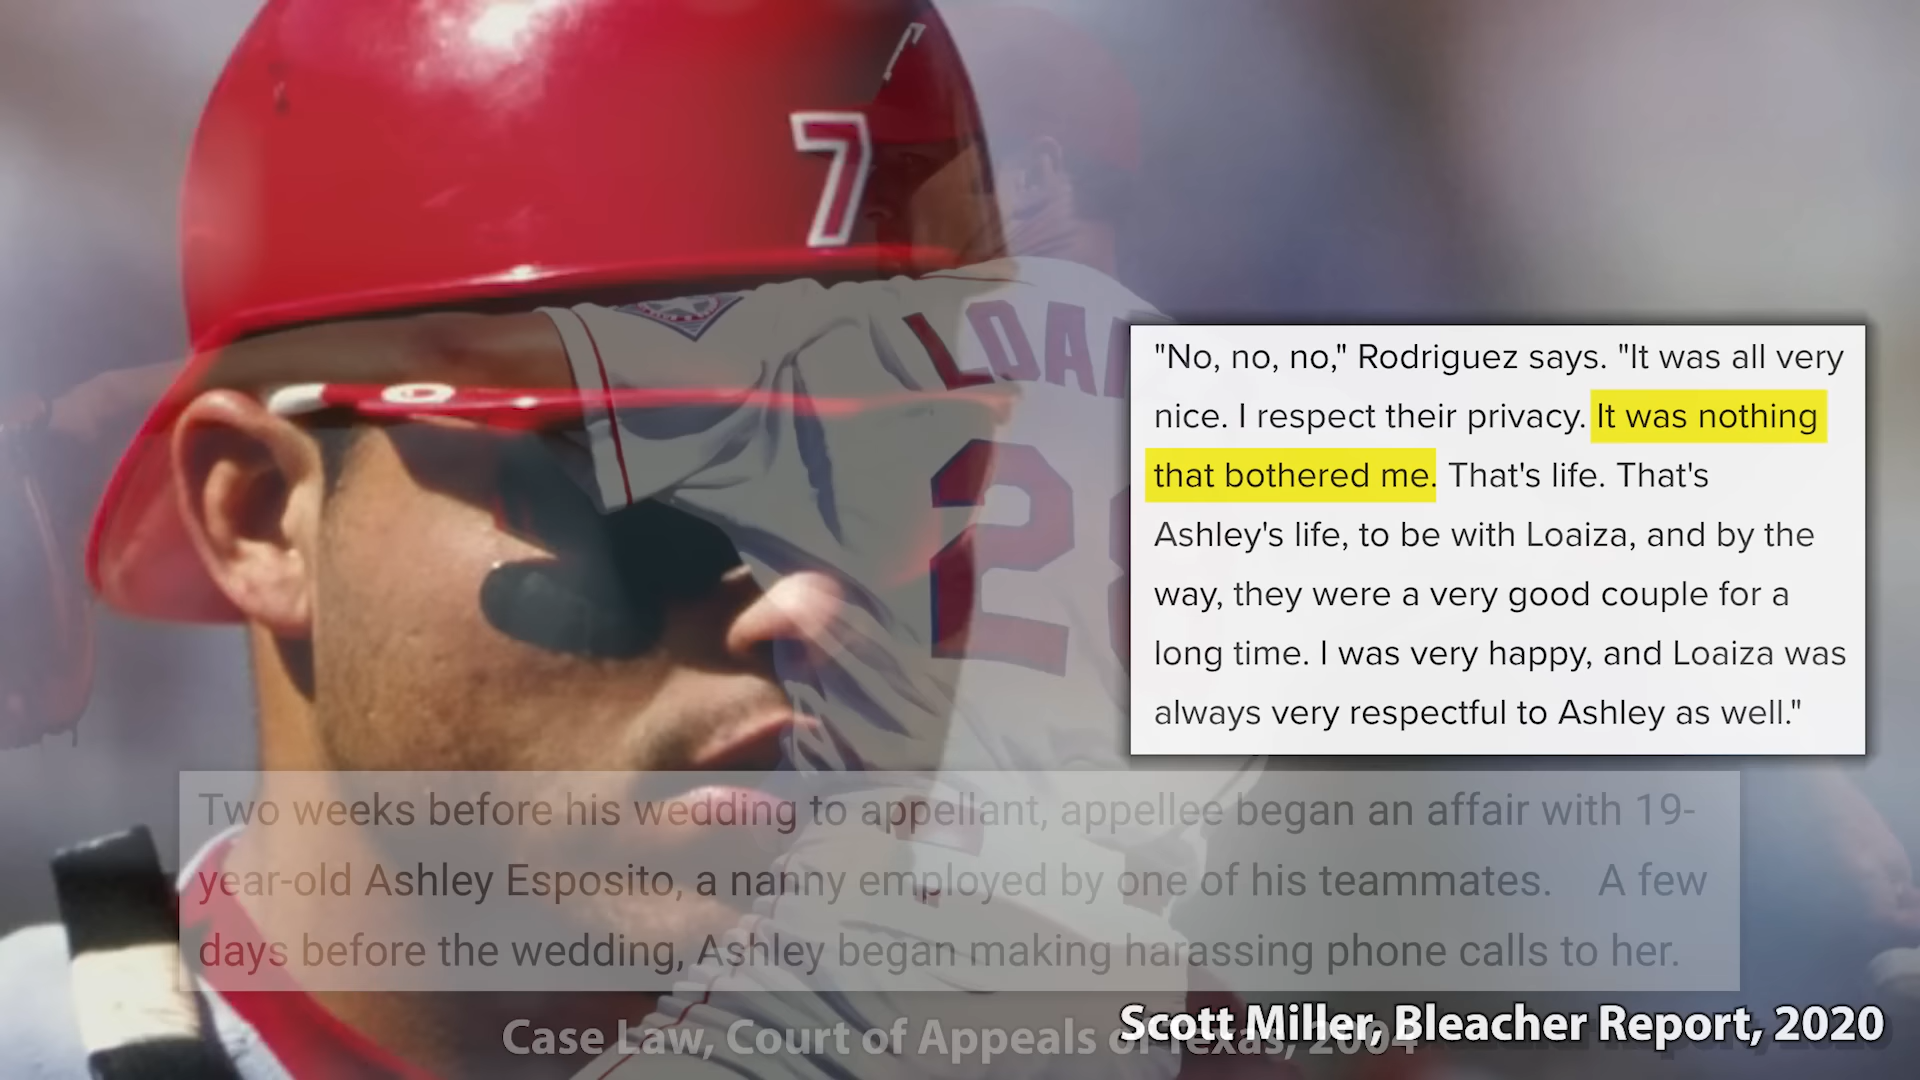 7
LOAI
2
"No, no, no," Rodriguez says. "It was all very
nice. I respect their privacy. It was nothing
that bothered me. That's life. That's
Ashley's life, to be with Loaiza, and by the
way, they were a very good couple for a
long time. I was very happy, and Loaiza was
always very respectful to Ashley as well."
Two weeks before his wedding to appellant, appellee began an affair with 19-
year-old Ashley Esposito, a nanny employed by one of his teammates. A few
days before the wedding, Ashley began making harassing phone calls to her.
Case Law, Court of Appeals of Texas, 2004
Scott Miller, Bleacher Report, 2020